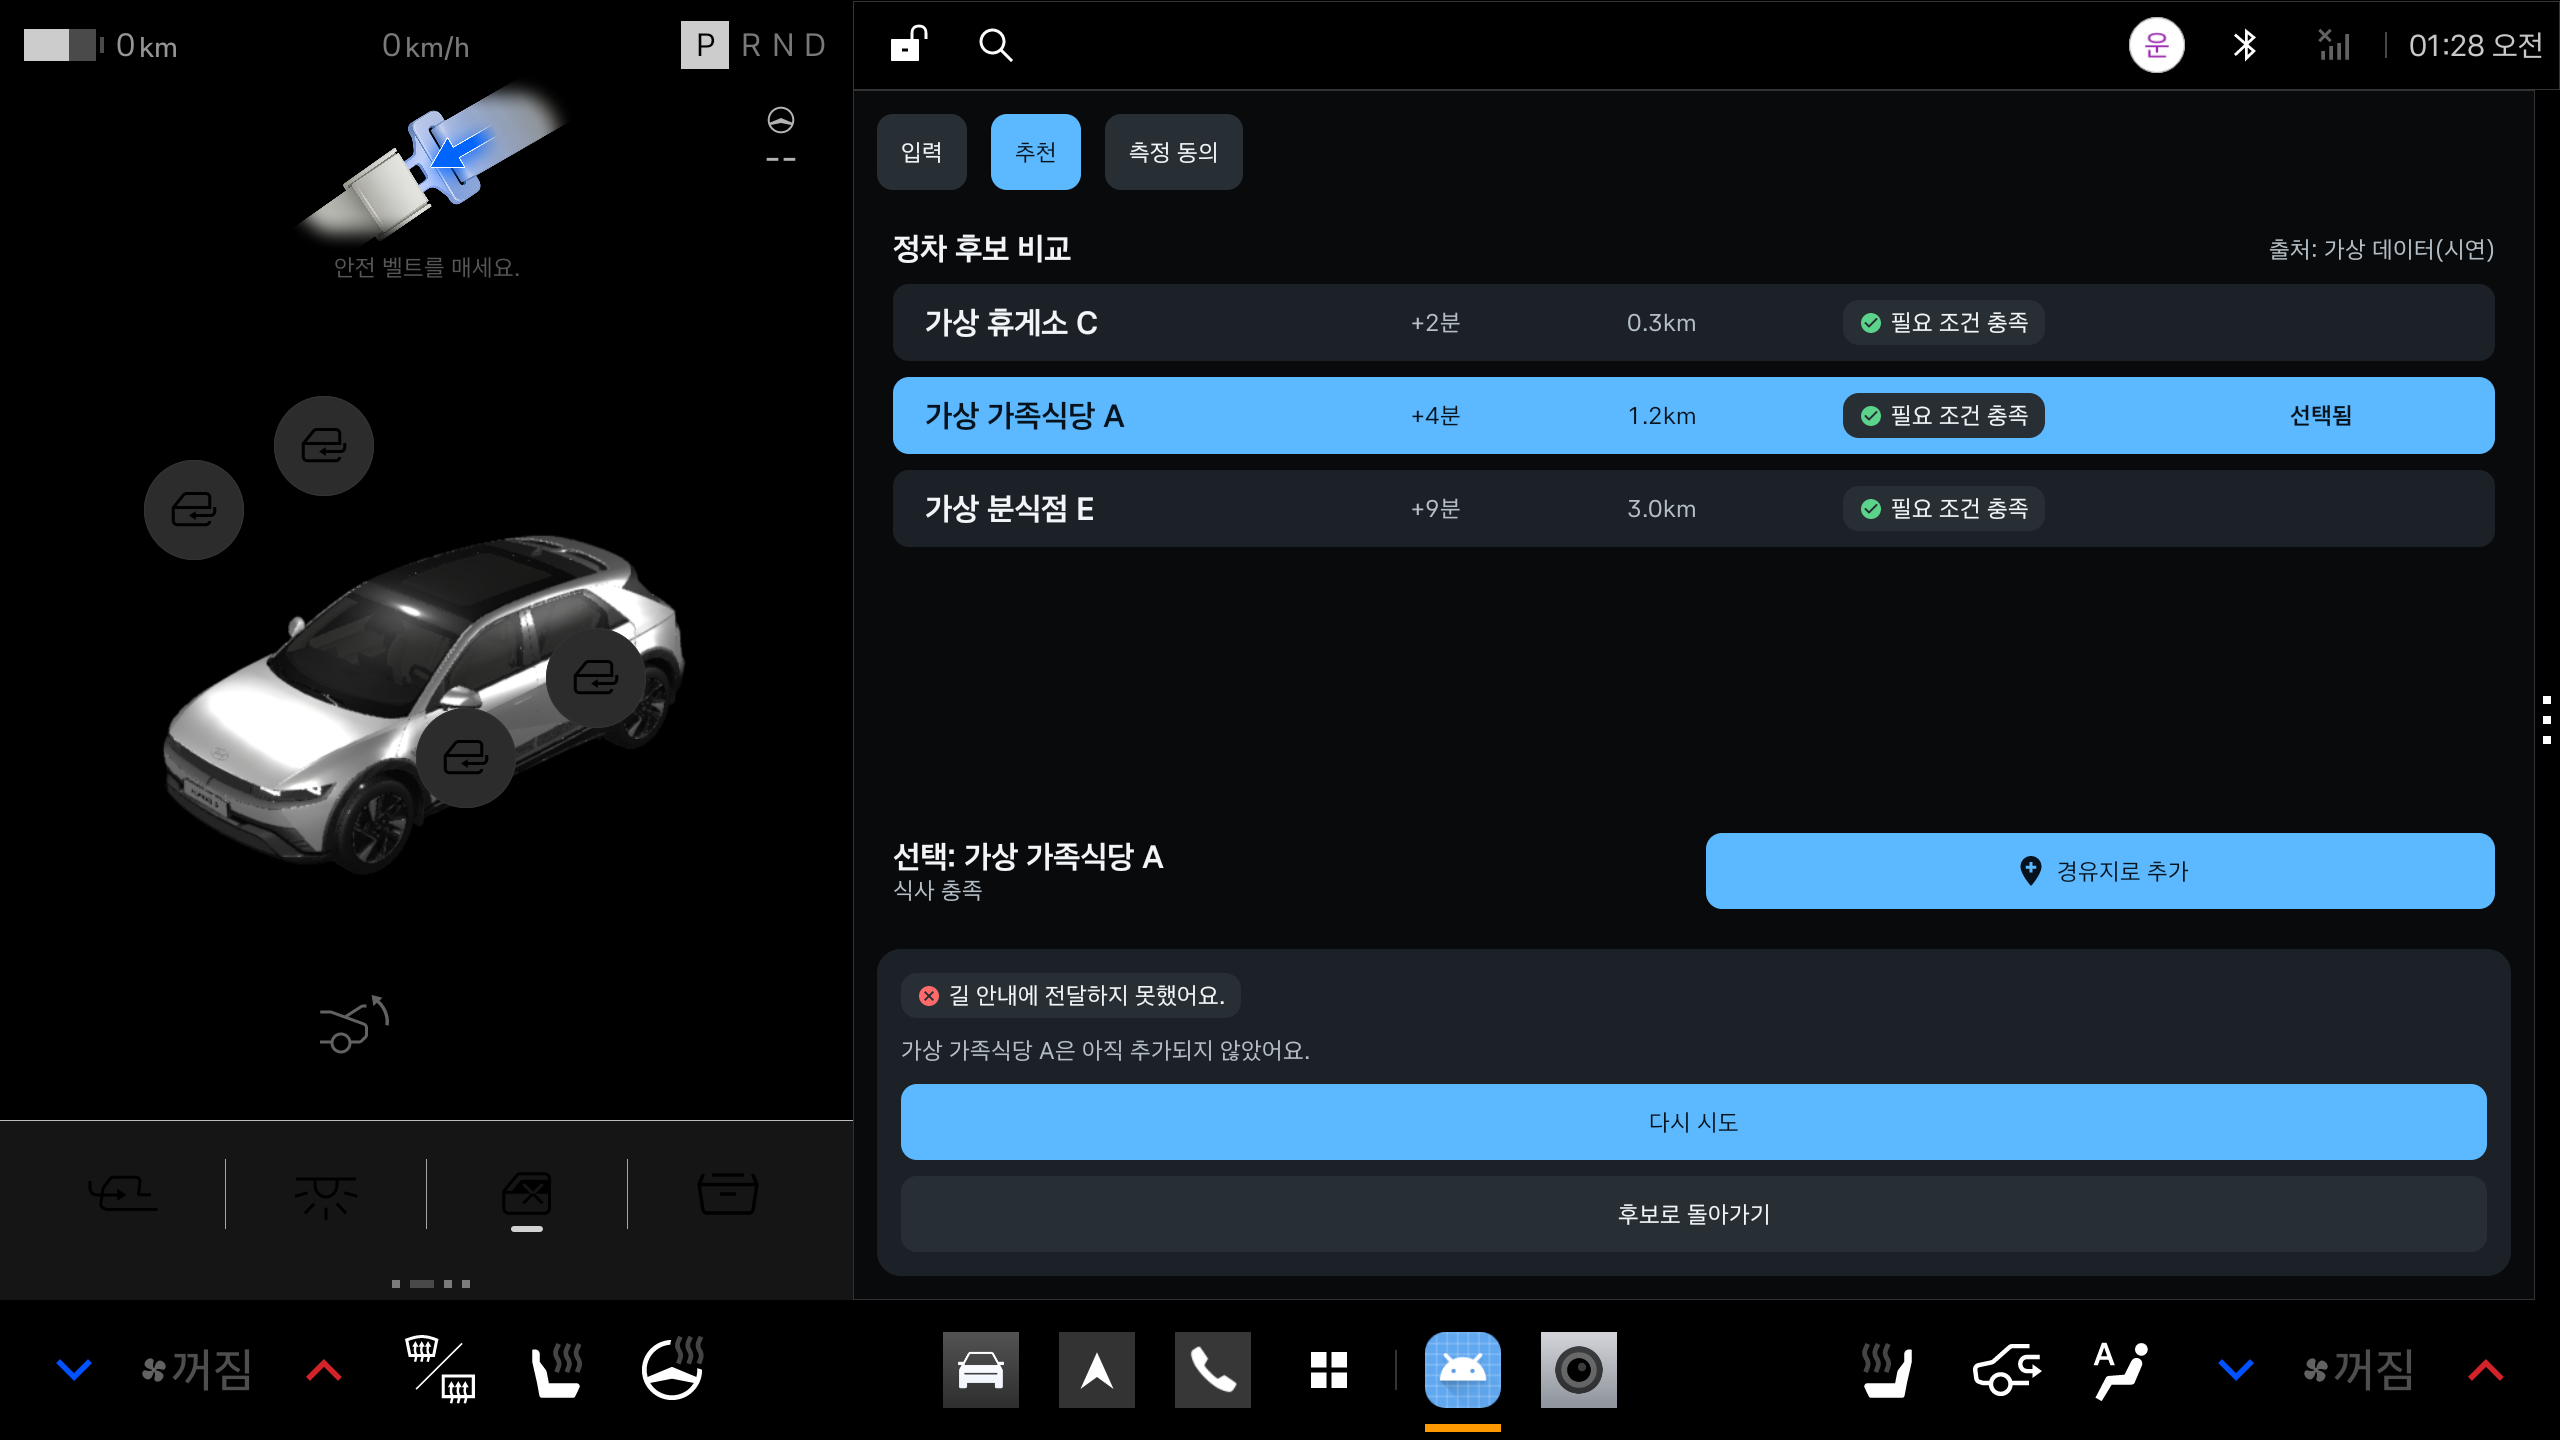 0km
0km/h
P R N D
운
01:28 오전
안전 벨트를 매세요.
입력
추천
측정 동의
정차 후보 비교
출처: 가상 데이터(시연)
가상 휴게소 C +2분 0.3km 필요 조건 충족
가상 가족식당 A +4분 1.2km 필요 조건 충족 선택됨
가상 분식점 E +9분 3.0km 필요 조건 충족
선택: 가상 가족식당 A
식사 충족
경유지로 추가
길 안내에 전달하지 못했어요.
가상 가족식당 A은 아직 추가되지 않았어요.
다시 시도
후보로 돌아가기
꺼짐
A
꺼짐